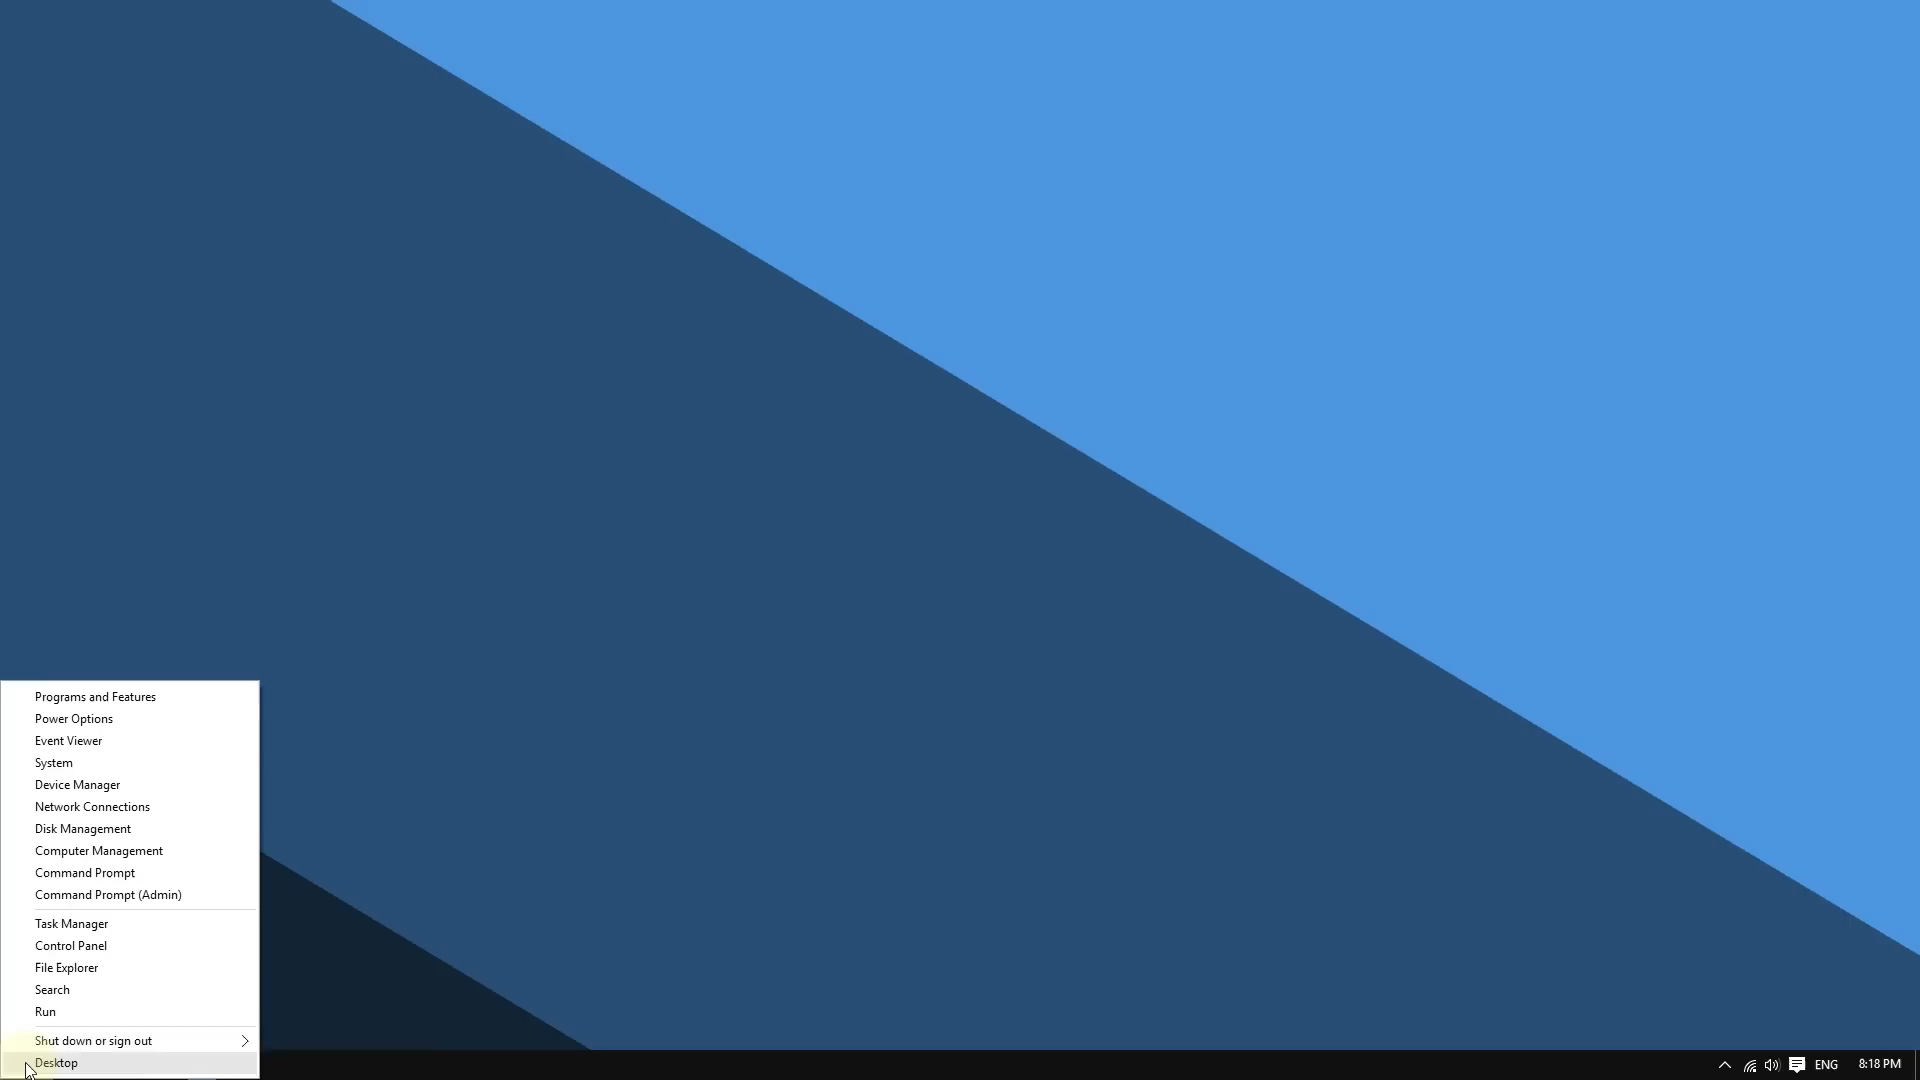 Programs and Features
Power Options
Event Viewer
System
Device Manager
Network Connections
Disk Management
Computer Management
Command Prompt
Command Prompt (Admin)
Task Manager
Control Panel
File Explorer
Search
Run
Shut down or sign out
Desktop
ENG 8:18 PM